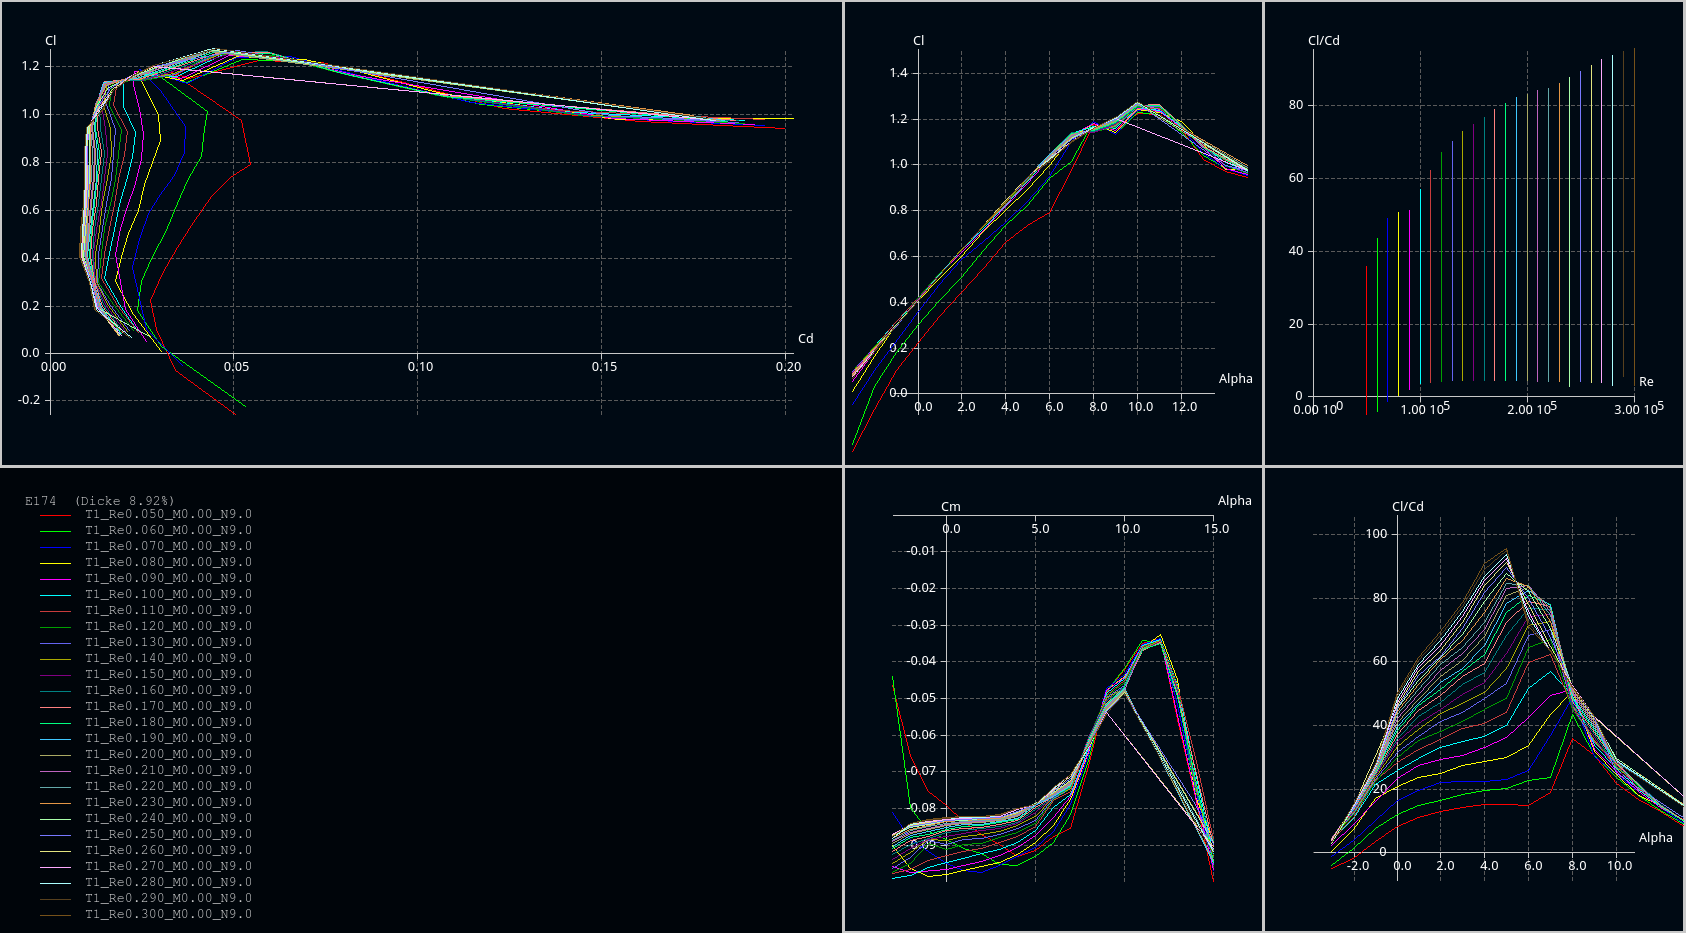 Cl
1.2
1.0
0.8
0.6
0.4
0.2
0.0
-0.2
0.00
0.05
0.10
0.15
0.20
Cd
Cl
1.4
1.2
1.0
0.8
0.6
0.4
0.2
0.0
0.0
2.0
4.0
6.0
8.0
10.0
12.0
Alpha
Cl/Cd
80
60
40
20
0
0.00 10⁰
1.00 10⁵
2.00 10⁵
3.00 10⁵
Re
E174 (Dicke 8.92%)
T1_Re0.050_M0.00_N9.0
T1_Re0.060_M0.00_N9.0
T1_Re0.070_M0.00_N9.0
T1_Re0.080_M0.00_N9.0
T1_Re0.090_M0.00_N9.0
T1_Re0.100_M0.00_N9.0
T1_Re0.110_M0.00_N9.0
T1_Re0.120_M0.00_N9.0
T1_Re0.130_M0.00_N9.0
T1_Re0.140_M0.00_N9.0
T1_Re0.150_M0.00_N9.0
T1_Re0.160_M0.00_N9.0
T1_Re0.170_M0.00_N9.0
T1_Re0.180_M0.00_N9.0
T1_Re0.190_M0.00_N9.0
T1_Re0.200_M0.00_N9.0
T1_Re0.210_M0.00_N9.0
T1_Re0.220_M0.00_N9.0
T1_Re0.230_M0.00_N9.0
T1_Re0.240_M0.00_N9.0
T1_Re0.250_M0.00_N9.0
T1_Re0.260_M0.00_N9.0
T1_Re0.270_M0.00_N9.0
T1_Re0.280_M0.00_N9.0
T1_Re0.290_M0.00_N9.0
T1_Re0.300_M0.00_N9.0
Cm
Alpha
0.0
5.0
10.0
15.0
-0.01
-0.02
-0.03
-0.04
-0.05
-0.06
-0.07
-0.08
-0.09
Cl/Cd
100
80
60
40
20
0
-2.0
0.0
2.0
4.0
6.0
8.0
10.0
Alpha